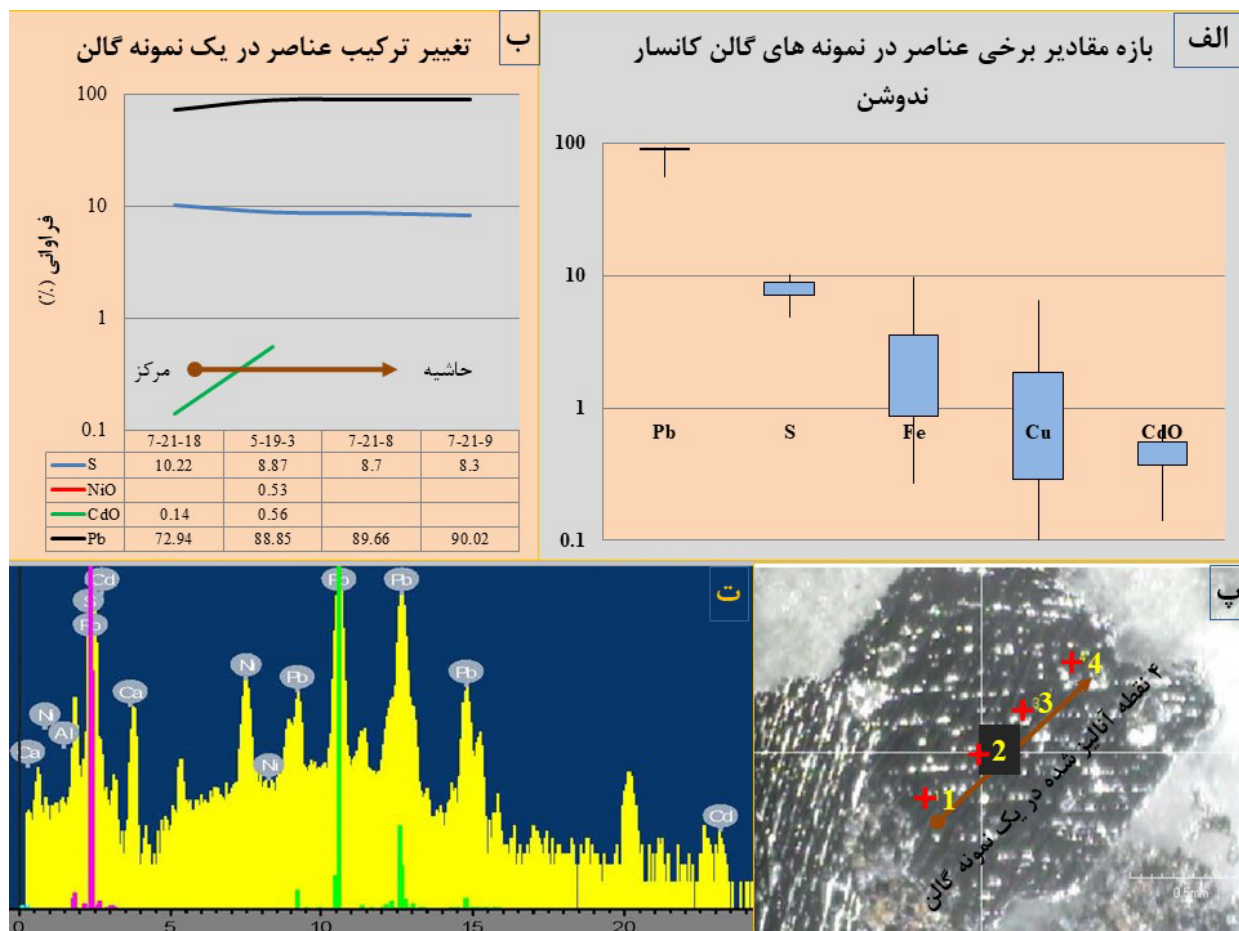 الف
بازه مقادیر برخی عناصر در نمونه های گالن کانسار
ندوشن
100
10
1
0.1
Pb S Fe Cu CdO
ب
تغییر ترکیب عناصر در یک نمونه گالن
فراوانی (٪)
100
10
1
0.1
مرکز
حاشیه
7-21-18 5-19-3 7-21-8 7-21-9
S 10.22 8.87 8.7 8.3
NiO 0.53
CdO 0.14 0.56
Pb 72.94 88.85 89.66 90.02
پ
1
2
3
4
۴ نقطه آنالیز شده در یک نمونه گالن
0.5mm
ت
Cd
S
Pb
Ca
Ni
Al
Ca
Ni
Ni
Pb
Pb
Pb
Pb
Cd
0 5 10 15 20